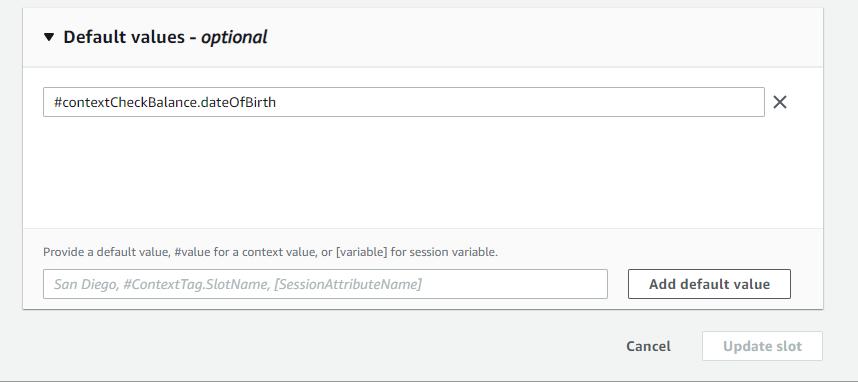 Default values - optional
#contextCheckBalance.dateOfBirth
Provide a default value, #value for a context value, or [variable] for session variable.
San Diego, #ContextTag.SlotName, [SessionAttributeName]
Add default value
Cancel
Update slot